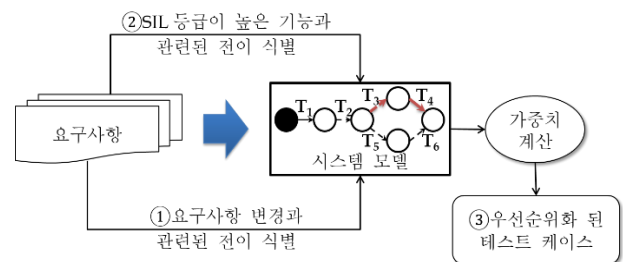 ②SIL 등급이 높은 기능과
관련된 전이 식별
요구사항
T1
T2
T3
T4
T5
T6
시스템 모델
가중치
계산
①요구사항 변경과
관련된 전이 식별
③우선순위화 된
테스트 케이스